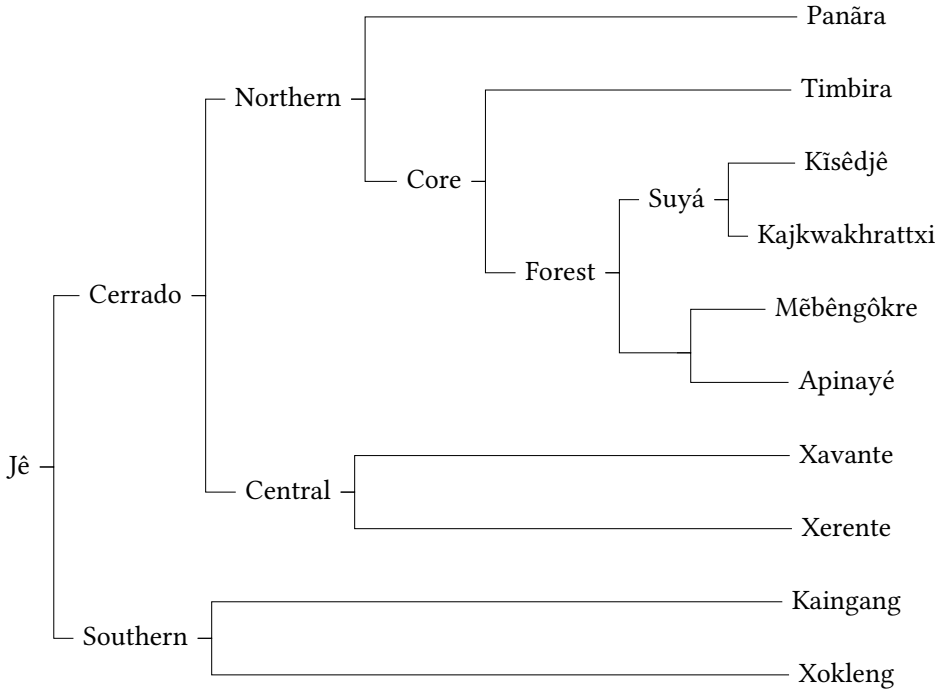 Panãra
Timbira
Northern
Kĩsêdjê
Core
Suyá
Kajkwakhrattxi
Forest
Cerrado
Mẽbêngôkre
Apinayé
Xavante
Jê
Central
Xerente
Kaingang
Southern
Xokleng